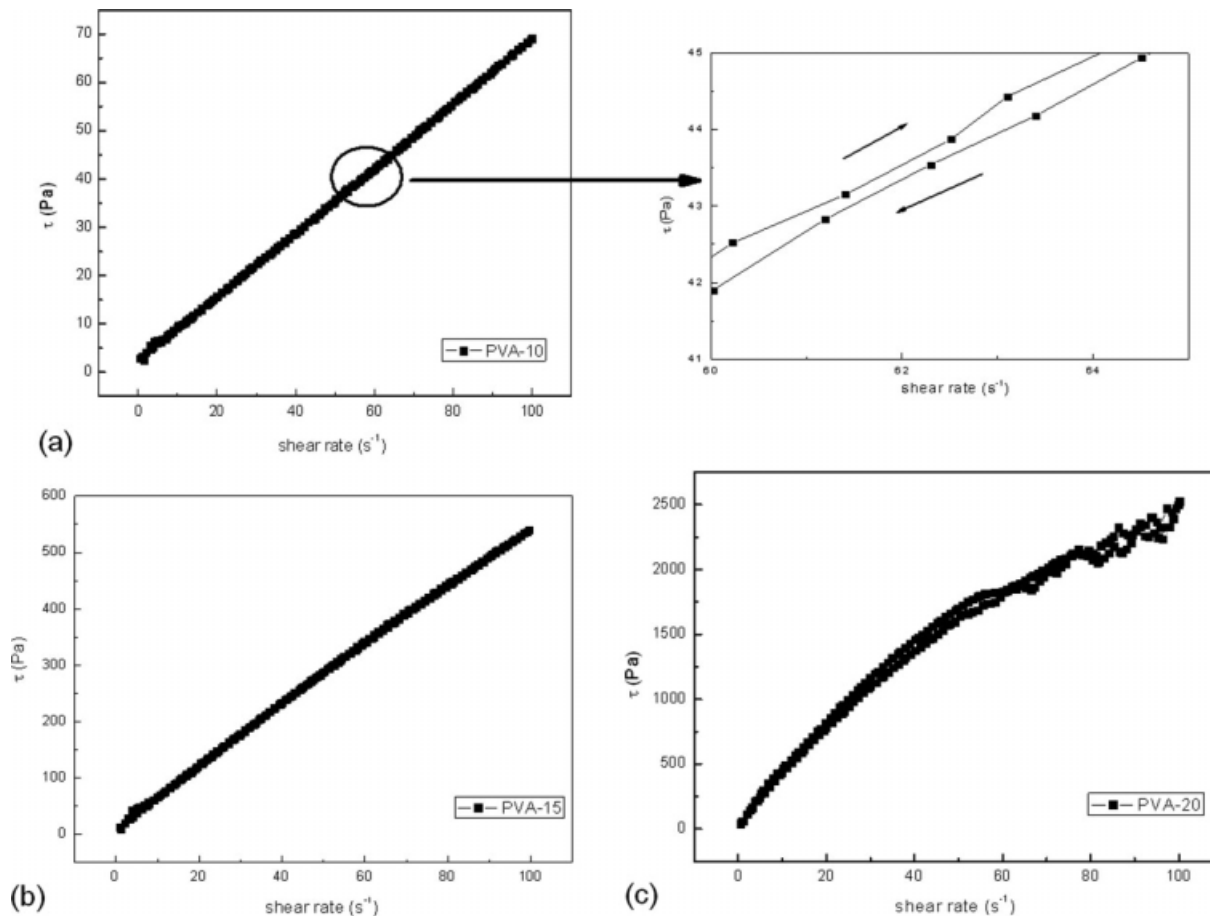 70
60
50
40
30
20
10
0
τ (Pa)
0 20 40 60 80 100
shear rate (s⁻¹)
PVA-10
(a)
45
44
43
42
41
τ (Pa)
60 62 64
shear rate (s⁻¹)
600
500
400
300
200
100
0
τ (Pa)
0 20 40 60 80 100
shear rate (s⁻¹)
PVA-15
(b)
2500
2000
1500
1000
500
0
τ (Pa)
0 20 40 60 80 100
shear rate (s⁻¹)
PVA-20
(c)